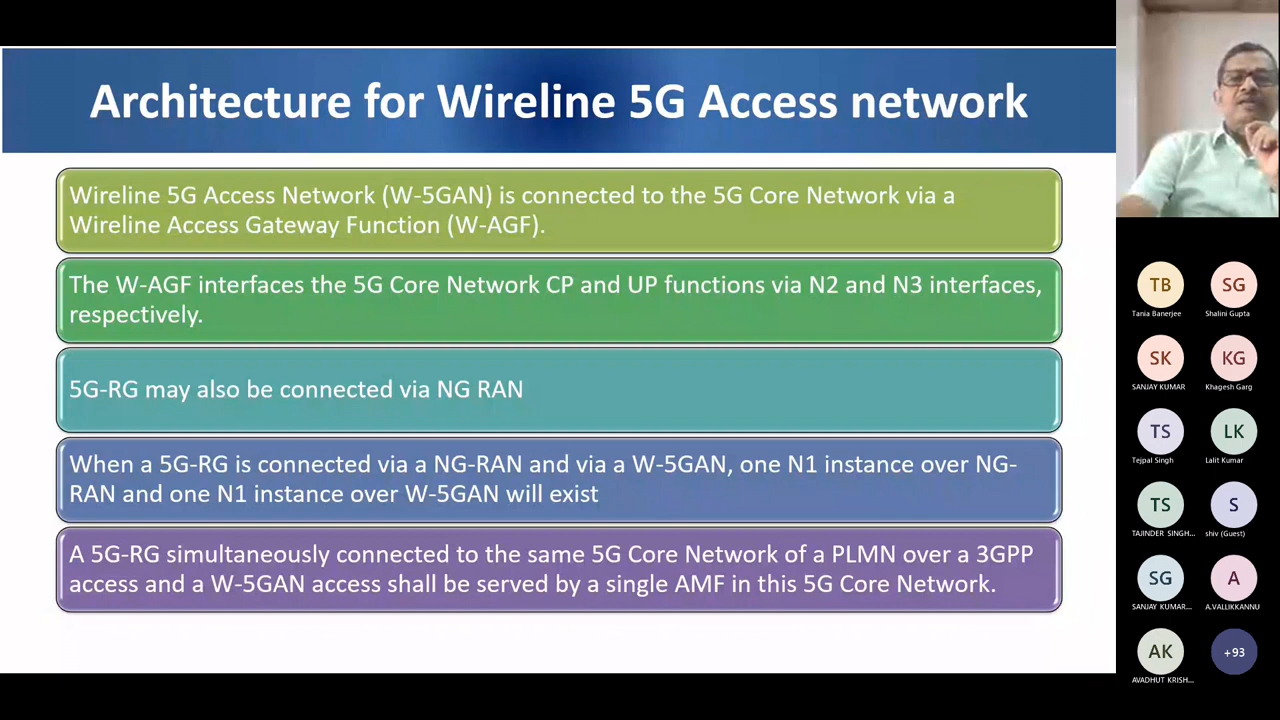 Architecture for Wireline 5G Access network
Wireline 5G Access Network (W-5GAN) is connected to the 5G Core Network via a
Wireline Access Gateway Function (W-AGF).
The W-AGF interfaces the 5G Core Network CP and UP functions via N2 and N3 interfaces,
respectively.
5G-RG may also be connected via NG RAN
When a 5G-RG is connected via a NG-RAN and via a W-5GAN, one N1 instance over NG-
RAN and one N1 instance over W-5GAN will exist
A 5G-RG simultaneously connected to the same 5G Core Network of a PLMN over a 3GPP
access and a W-5GAN access shall be served by a single AMF in this 5G Core Network.
TB
Tania Banerjee
SG
Shalini Gupta
SK
SANJAY KUMAR
KG
Khagesh Garg
TS
Tejpal Singh
LK
Lalit Kumar
TS
TAJINDER SINGH...
S
shiv (Guest)
SG
SANJAY KUMAR...
A
A.VALLIKKANNU
AK
AVADHUT KRISH...
+93